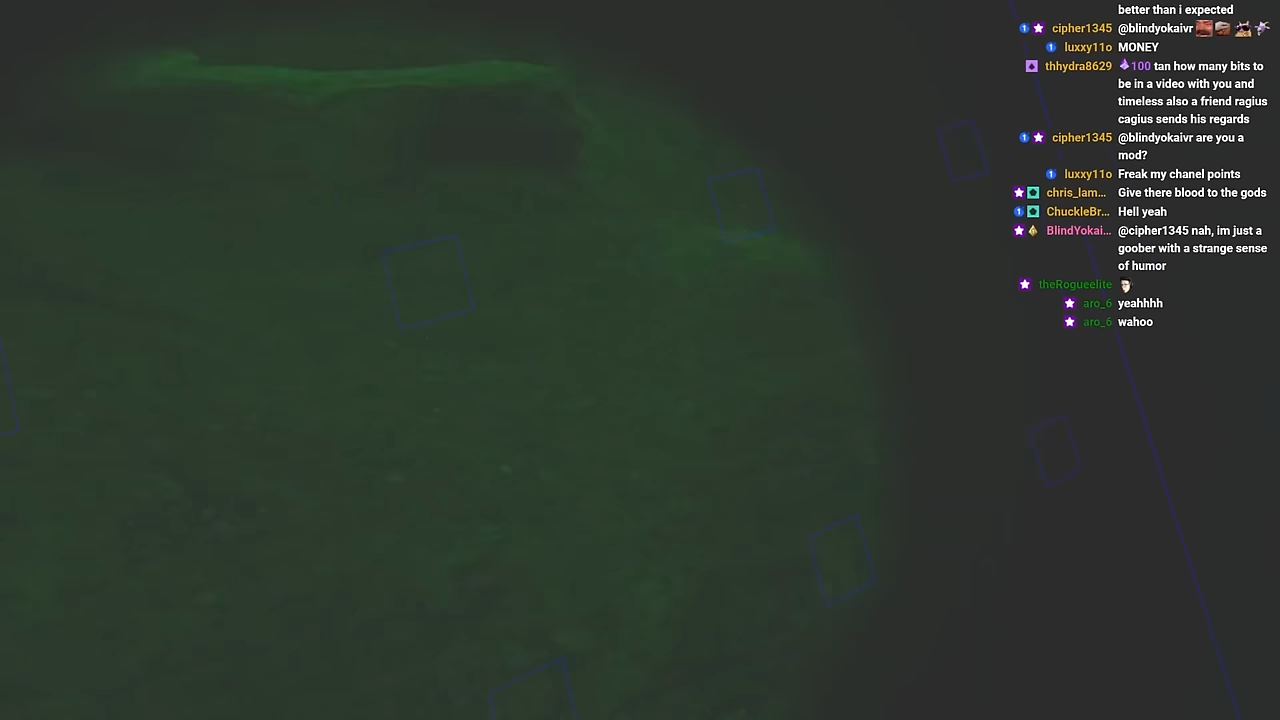 better than i expected
cipher1345 @blindyokaivr
luxxy11o MONEY
thhydra8629 100 tan how many bits to
be in a video with you and
timeless also a friend ragius
cagius sends his regards
cipher1345 @blindyokaivr are you a
mod?
luxxy11o Freak my chanel points
chris_lam... Give there blood to the gods
ChuckleBr... Hell yeah
BlindYokai... @cipher1345 nah, im just a
goober with a strange sense
of humor
theRogueelite
aro_6 yeahhhh
aro_6 wahoo